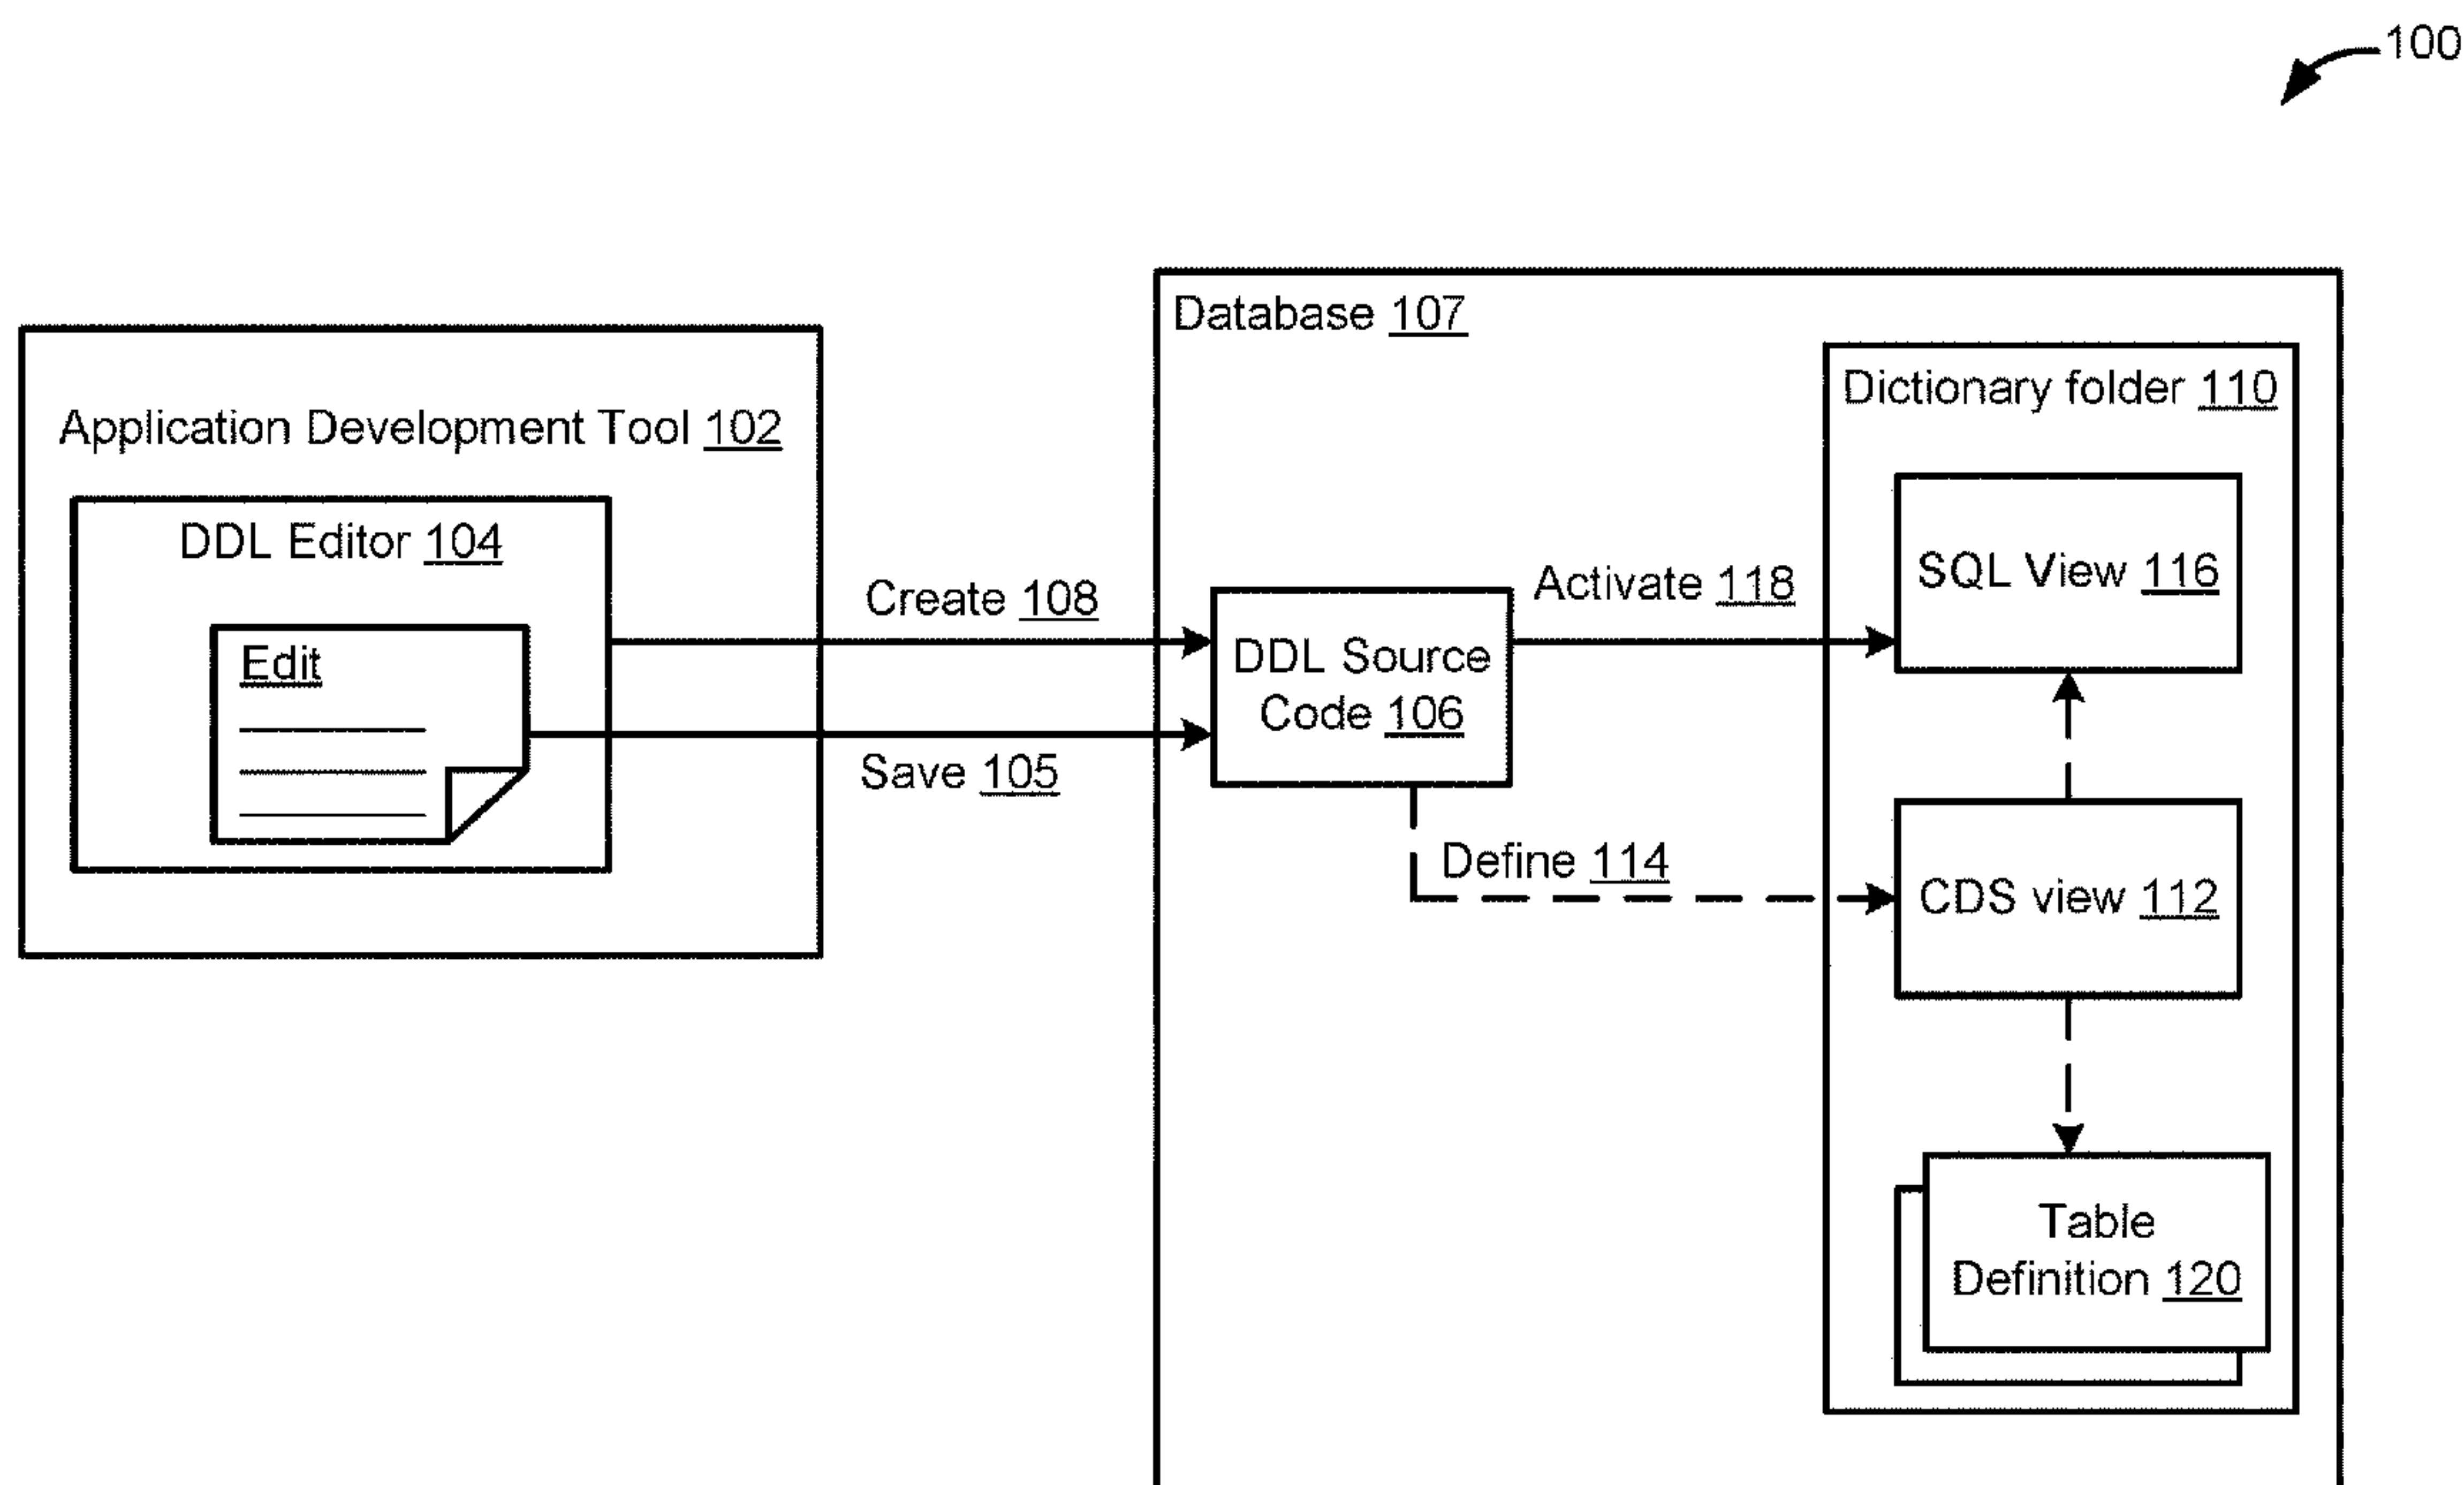 100
Database 107
Dictionary folder 110
Application Development Tool 102
DDL Editor 104
Edit
Create 108
Save 105
DDL Source
Code 106
Activate 118
Define 114
SQL View 116
CDS view 112
Table
Definition 120